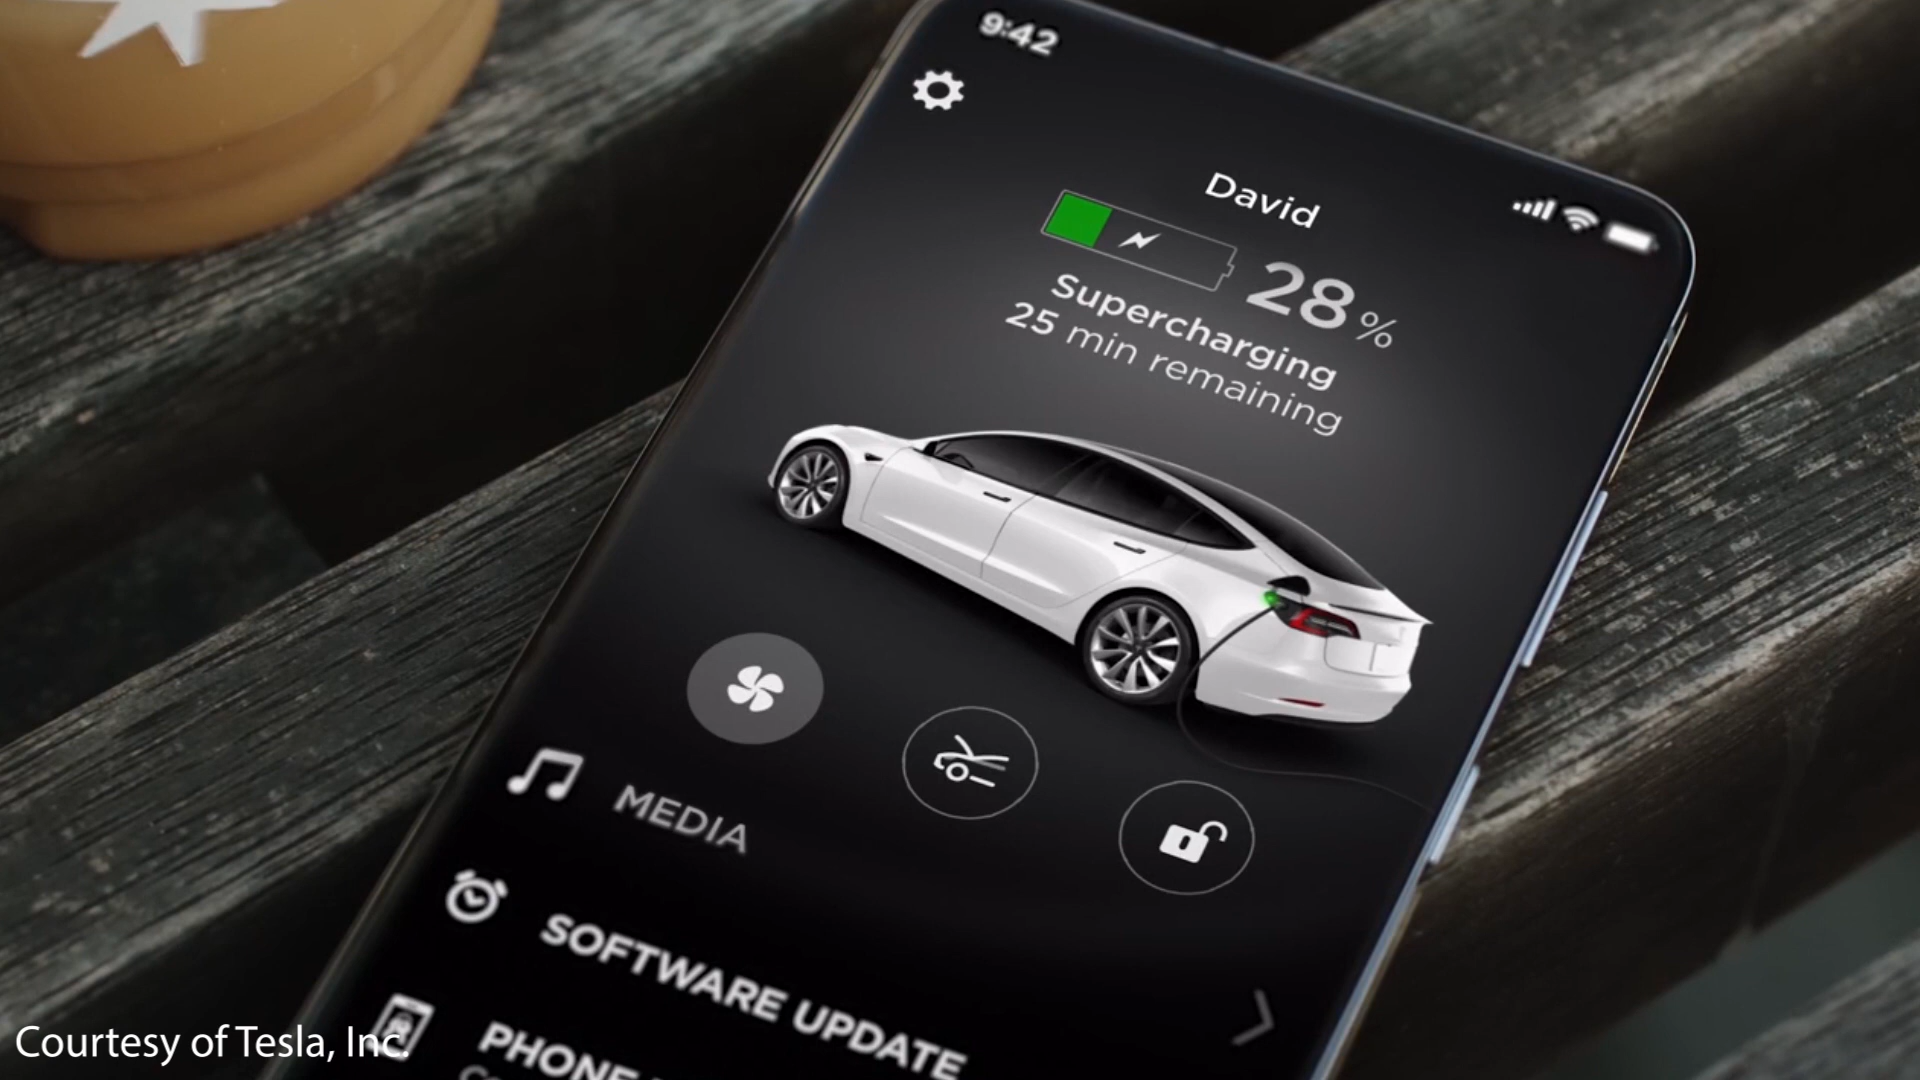 9:42
David
28%
Supercharging
25 min remaining
MEDIA
SOFTWARE UPDATE
PHONE
Courtesy of Tesla, Inc.